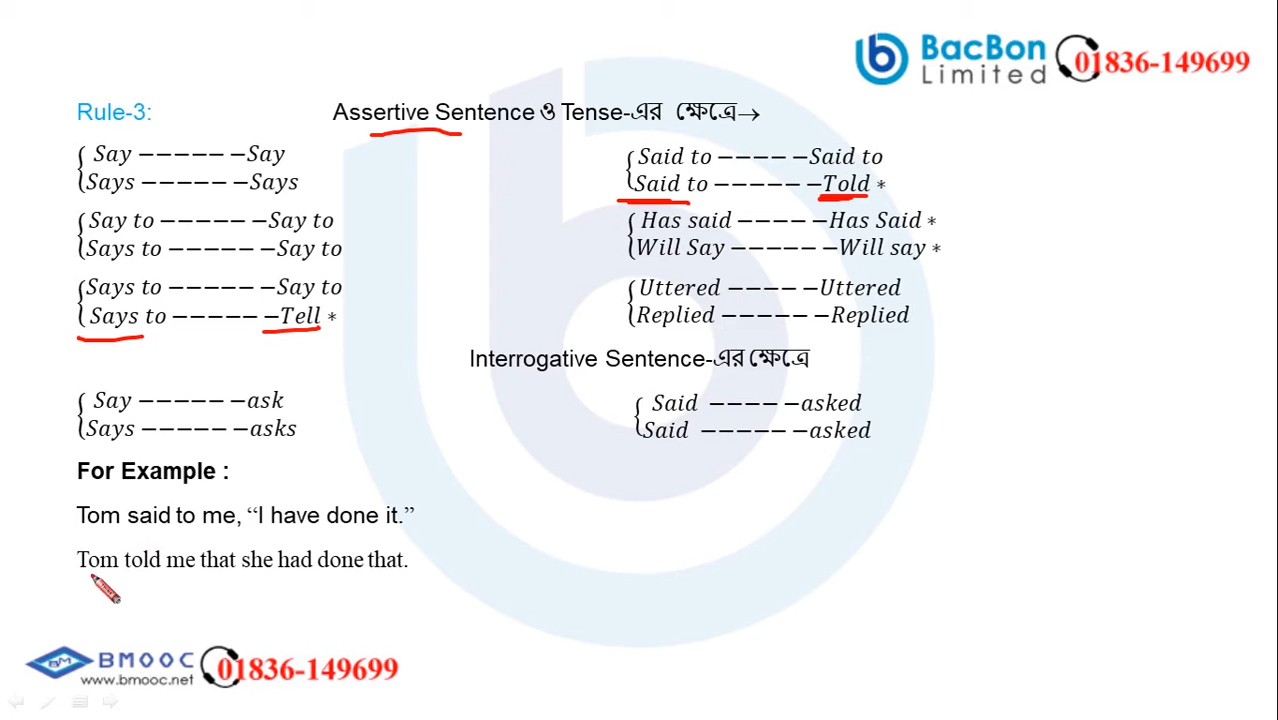 BacBon
Limited
01836-149699
Rule-3: Assertive Sentence ও Tense-এর ক্ষেত্রে→
Say −−−−−−Say
Says −−−−−−Says
Said to −−−−−Said to
Said to −−−−−−Told *
Say to −−−−−−Say to
Says to −−−−−−Say to
Has said −−−−−Has Said *
Will Say −−−−−−Will say *
Says to −−−−−−Say to
Says to −−−−−−Tell *
Uttered −−−−−Uttered
Replied −−−−−−Replied
Interrogative Sentence-এর ক্ষেত্রে
Say −−−−−−ask
Says −−−−−−asks
Said −−−−−asked
Said −−−−−−asked
For Example :
Tom said to me, “I have done it.”
Tom told me that she had done that.
BM BMOOC
www.bmooc.net
01836-149699